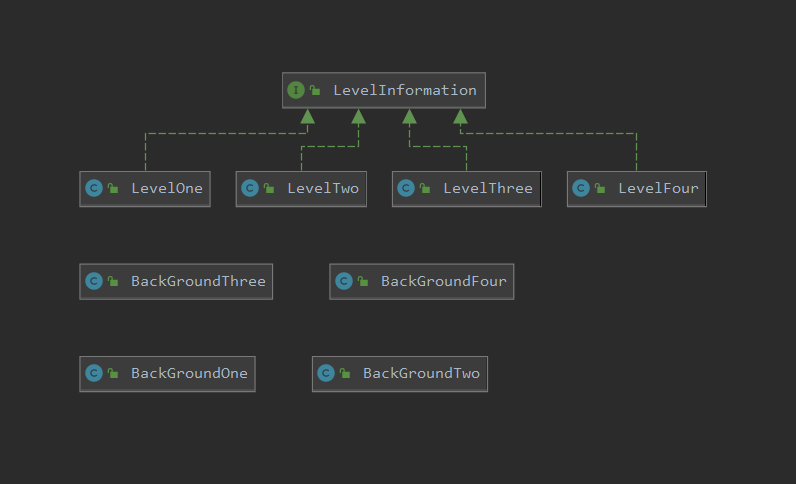 LevelInformation
LevelOne
LevelTwo
LevelThree
LevelFour
BackGroundThree
BackGroundFour
BackGroundOne
BackGroundTwo